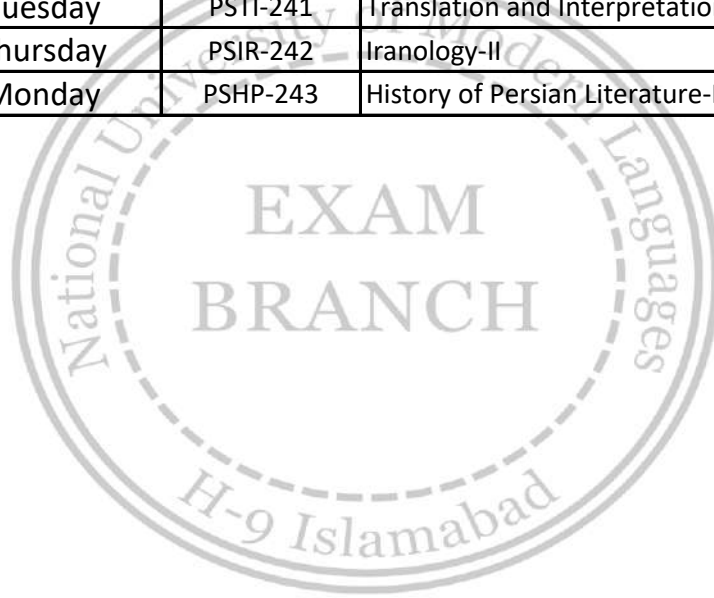 uesday PSTI-241 Translation and Interpretatio
hursday PSIR-242 Iranology-II
Monday PSHP-243 History of Persian Literature-I
National University of Modern Languages
EXAM
BRANCH
H-9 Islamabad